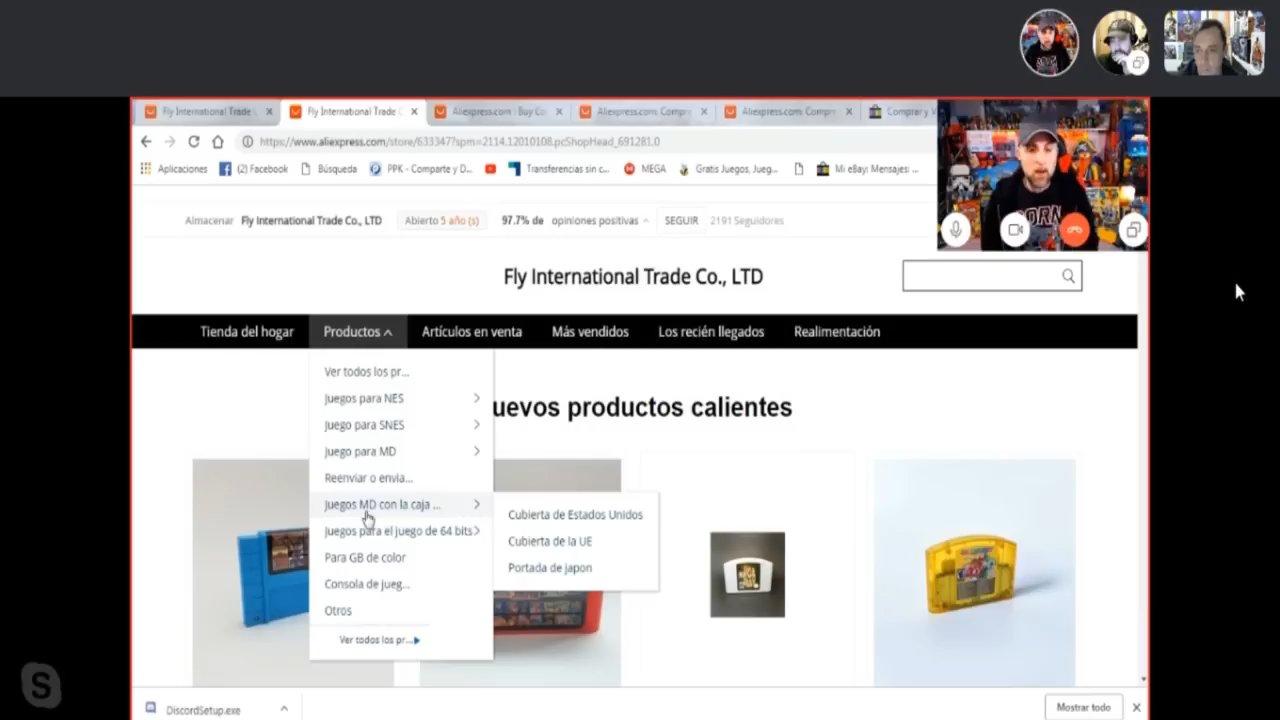 Fly International Trade C
Fly International Trade C
Aliexpress.com : Buy Co
Aliexpress.com: Compr
Aliexpress.com: Compr
Comprar y V
https://www.aliexpress.com/store/633347?spm=2114.12010108.pcShopHead_691281.0
Aplicaciones
(2) Facebook
Búsqueda
PPK - Comparte y D...
Transferencias sin c...
MEGA
Gratis Juegos, Jueg...
Mi eBay: Mensajes: ...
Almacenar Fly International Trade Co., LTD
Abierto 5 año (s)
97.7% de opiniones positivas
SEGUIR
2191 Seguidores
Fly International Trade Co., LTD
Tienda del hogar
Productos
Artículos en venta
Más vendidos
Los recién llegados
Realimentación
Ver todos los pr...
Juegos para NES
Juego para SNES
Juego para MD
Reenviar o envia...
Juegos MD con la caja ...
Juegos para el juego de 64 bits
Para GB de color
Consola de jueg...
Otros
Ver todos los pr...
Cubierta de Estados Unidos
Cubierta de la UE
Portada de japon
uevos productos calientes
DiscordSetup.exe
Mostrar todo